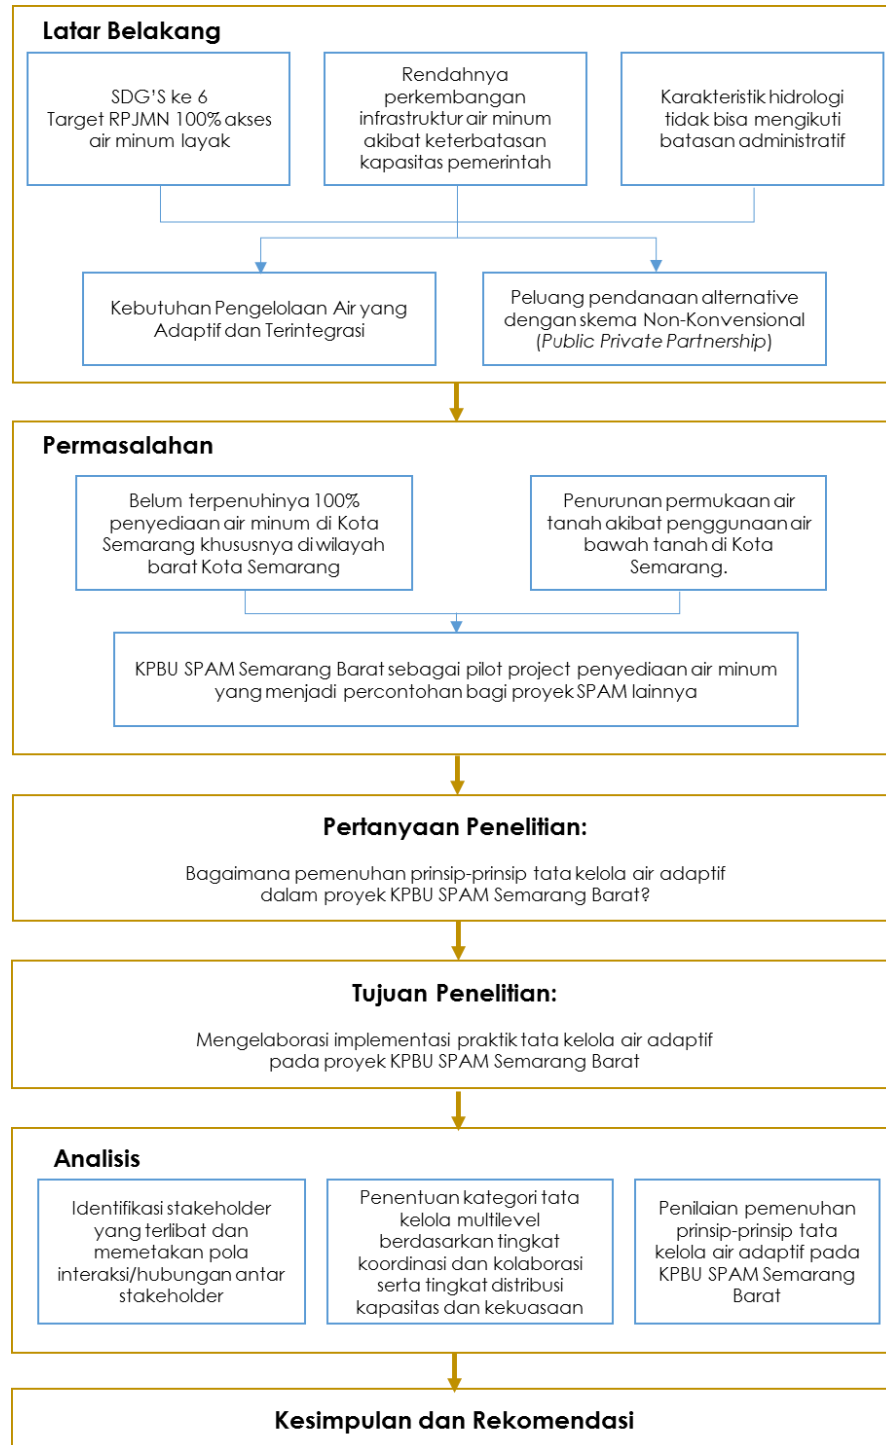 Latar Belakang
SDG'S ke 6
Target RPJMN 100% akses
air minum layak
Rendahnya
perkembangan
infrastruktur air minum
akibat keterbatasan
kapasitas pemerintah
Karakteristik hidrologi
tidak bisa mengikuti
batasan administratif
Kebutuhan Pengelolaan Air yang
Adaptif dan Terintegrasi
Peluang pendanaan alternative
dengan skema Non-Konvensional
(Public Private Partnership)
Permasalahan
Belum terpenuhinya 100%
penyediaan air minum di Kota
Semarang khususnya di wilayah
barat Kota Semarang
Penurunan permukaan air
tanah akibat penggunaan air
bawah tanah di Kota
Semarang.
KPBU SPAM Semarang Barat sebagai pilot project penyediaan air minum
yang menjadi percontohan bagi proyek SPAM lainnya
Pertanyaan Penelitian:
Bagaimana pemenuhan prinsip-prinsip tata kelola air adaptif
dalam proyek KPBU SPAM Semarang Barat?
Tujuan Penelitian:
Mengelaborasi implementasi praktik tata kelola air adaptif
pada proyek KPBU SPAM Semarang Barat
Analisis
Identifikasi stakeholder
yang terlibat dan
memetakan pola
interaksi/hubungan antar
stakeholder
Penentuan kategori tata
kelola multilevel
berdasarkan tingkat
koordinasi dan kolaborasi
serta tingkat distribusi
kapasitas dan kekuasaan
Penilaian pemenuhan
prinsip-prinsip tata
kelola air adaptif pada
KPBU SPAM Semarang
Barat
Kesimpulan dan Rekomendasi